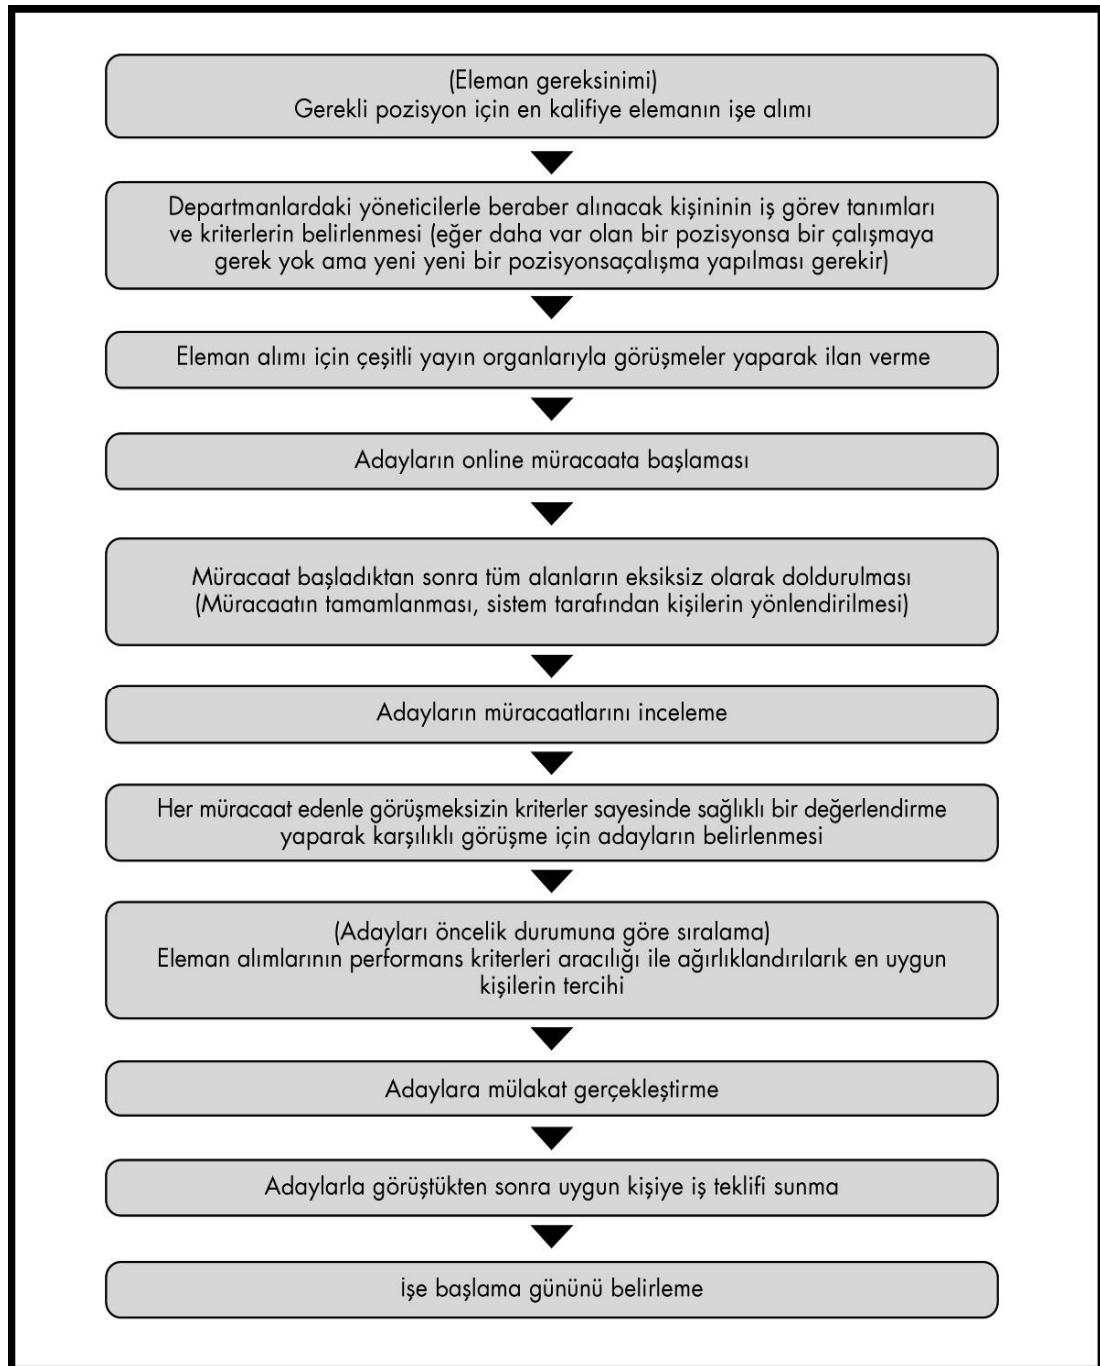 (Eleman gereksinimi)
Gerekli pozisyon için en kalifiye elemanın işe alımı
Departmanlardaki yöneticilerle beraber alınacak kişininin iş görev tanımları
ve kriterlerin belirlenmesi (eğer daha var olan bir pozisyonsa bir çalışmaya
gerek yok ama yeni yeni bir pozisyonsaçalışma yapılması gerekir)
Eleman alımı için çeşitli yayın organlarıyla görüşmeler yaparak ilan verme
Adayların online müracaata başlaması
Müracaat başladıktan sonra tüm alanların eksiksiz olarak doldurulması
(Müracaatın tamamlanması, sistem tarafından kişilerin yönlendirilmesi)
Adayların müracaatlarını inceleme
Her müracaat edenle görüşmeksizin kriterler sayesinde sağlıklı bir değerlendirme
yaparak karşılıklı görüşme için adayların belirlenmesi
(Adayları öncelik durumuna göre sıralama)
Eleman alımlarının performans kriterleri aracılığı ile ağırlıklandırılarık en uygun
kişilerin tercihi
Adaylara mülakat gerçekleştirme
Adaylarla görüştükten sonra uygun kişiye iş teklifi sunma
İşe başlama gününü belirleme